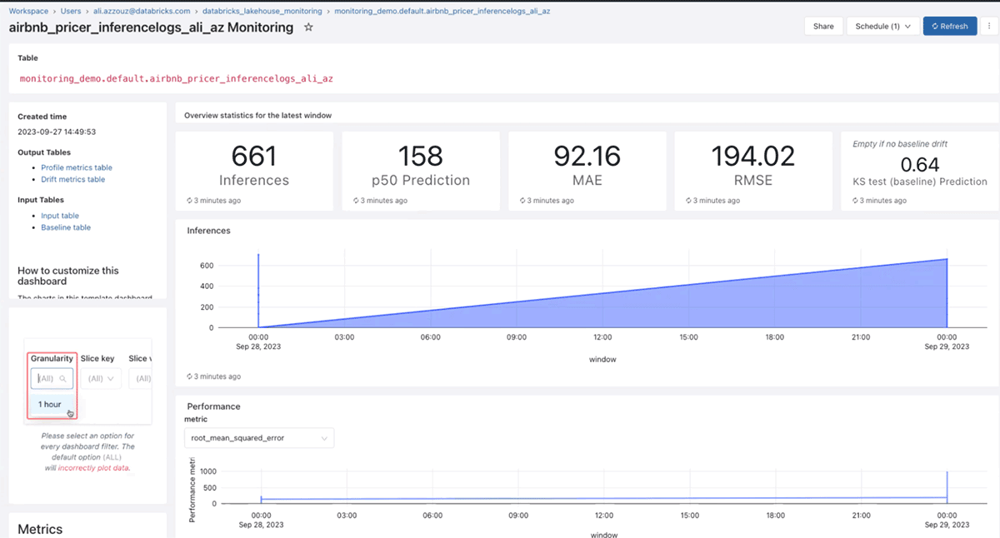 Workspace > Users > ali.azzouz@databricks.com > databricks_lakehouse_monitoring > monitoring_demo.default.airbnb_pricer_inferencelogs_ali_az
airbnb_pricer_inferencelogs_ali_az Monitoring
Share
Schedule (1)
Refresh
Table
monitoring_demo.default.airbnb_pricer_inferencelogs_ali_az
Created time
2023-09-27 14:49:53
Output Tables
• Profile metrics table
• Drift metrics table
Input Tables
• Input table
• Baseline table
How to customize this
dashboard
The charts in this template dashboard
Granularity Slice key Slice v
(All) (All) (All)
1 hour
Please select an option for
every dashboard filter. The
default option (ALL)
will incorrectly plot data.
Metrics
Overview statistics for the latest window
661
Inferences
3 minutes ago
158
p50 Prediction
3 minutes ago
92.16
MAE
3 minutes ago
194.02
RMSE
3 minutes ago
Empty if no baseline drift
0.64
KS test (baseline) Prediction
3 minutes ago
Inferences
600
400
200
0
00:00 03:00 06:00 09:00 12:00 15:00 18:00 21:00 00:00
Sep 28, 2023 Sep 29, 2023
window
3 minutes ago
Performance
metric
root_mean_squared_error
Performance metri
1000
500
0
00:00 03:00 06:00 09:00 12:00 15:00 18:00 21:00 00:00
Sep 28, 2023 Sep 29, 2023
window